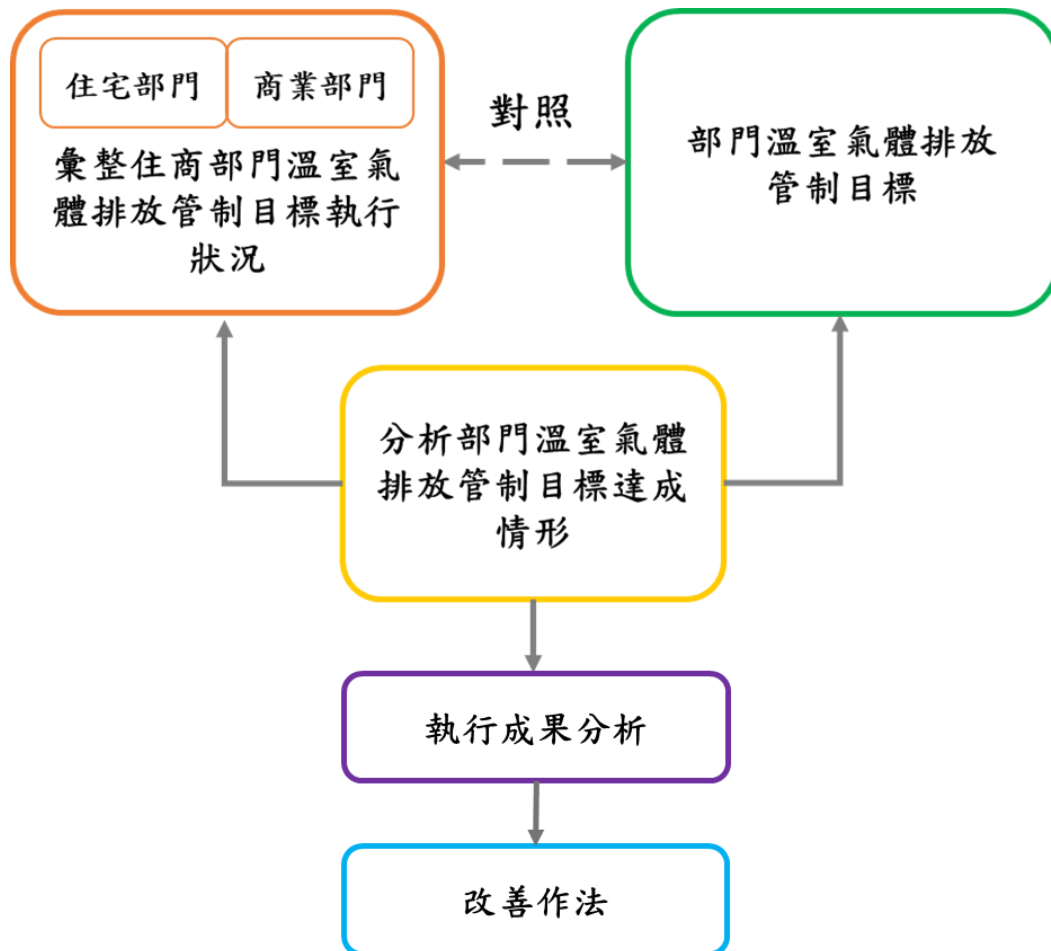 住宅部門
商業部門
彙整住商部門溫室氣
體排放管制目標執行
狀況
對照
部門溫室氣體排放
管制目標
分析部門溫室氣體
排放管制目標達成
情形
執行成果分析
改善作法